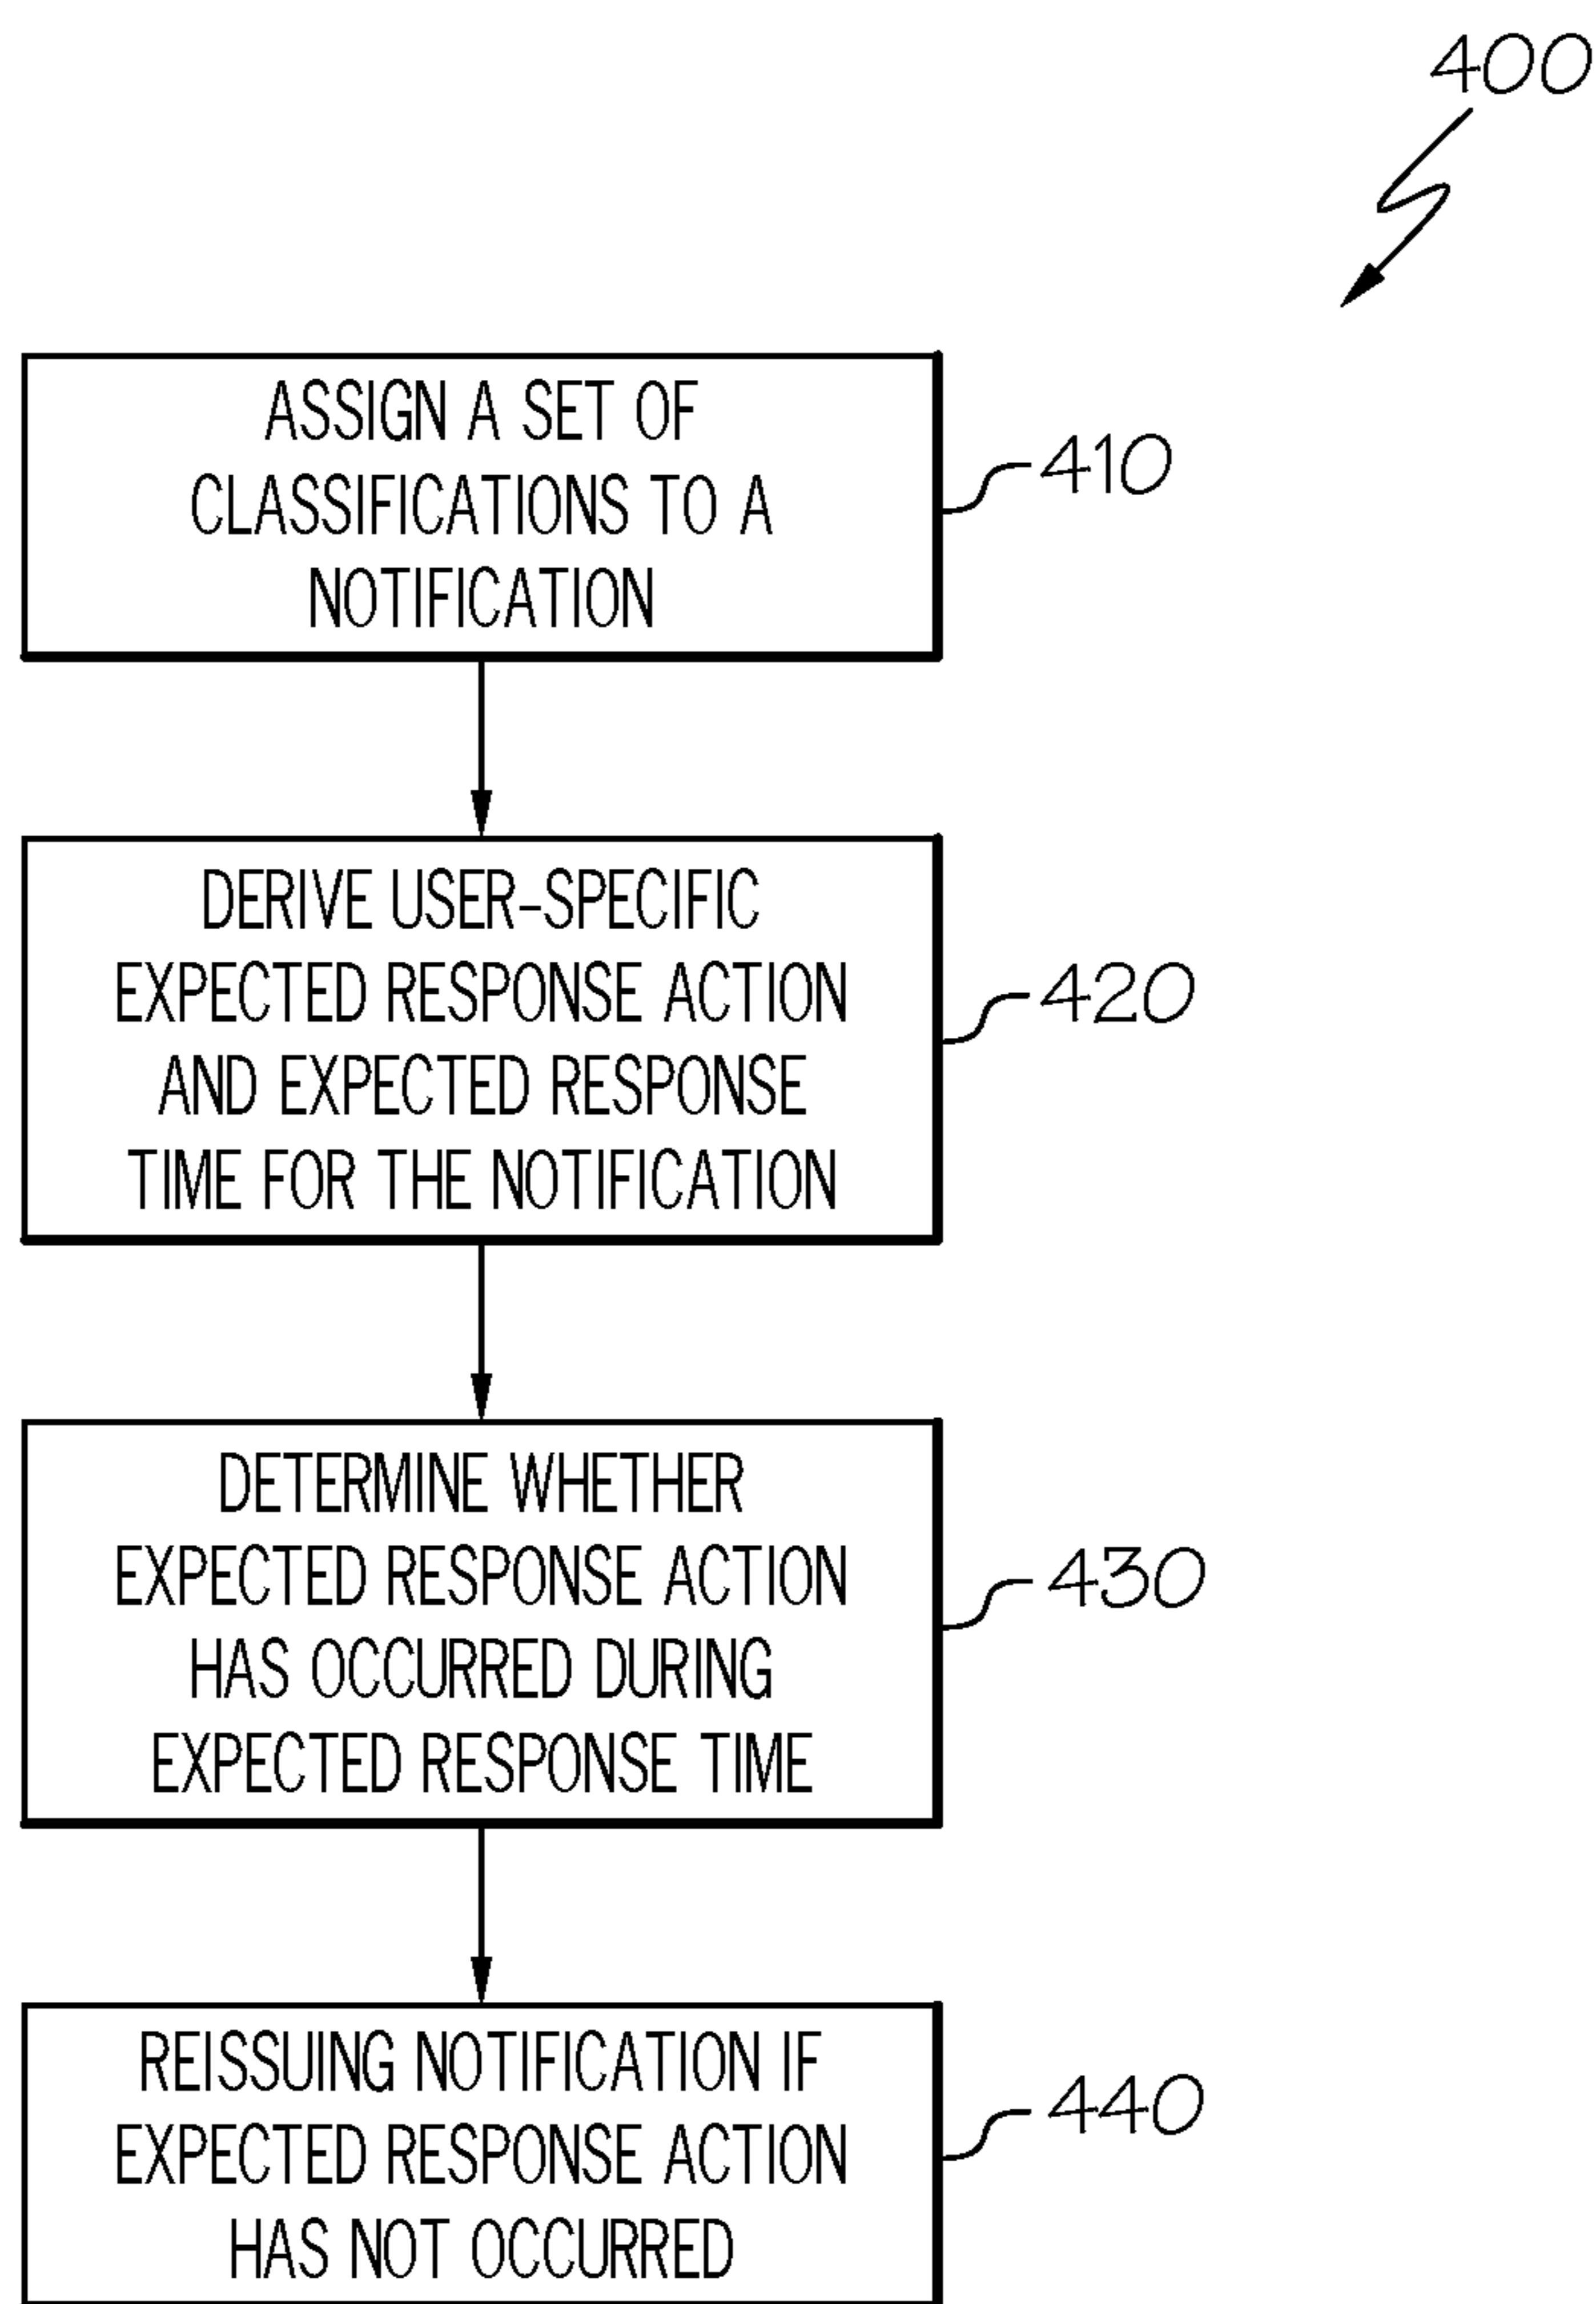 400
ASSIGN A SET OF
CLASSIFICATIONS TO A
NOTIFICATION
410
DERIVE USER-SPECIFIC
EXPECTED RESPONSE ACTION
AND EXPECTED RESPONSE
TIME FOR THE NOTIFICATION
420
DETERMINE WHETHER
EXPECTED RESPONSE ACTION
HAS OCCURRED DURING
EXPECTED RESPONSE TIME
430
REISSUING NOTIFICATION IF
EXPECTED RESPONSE ACTION
HAS NOT OCCURRED
440